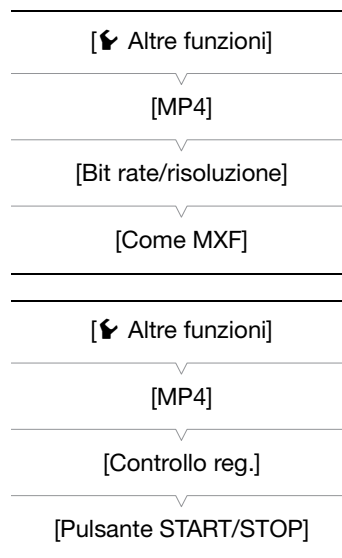 [Altre funzioni]
[MP4]
[Bit rate/risoluzione]
[Come MXF]
[Altre funzioni]
[MP4]
[Controllo reg.]
[Pulsante START/STOP]